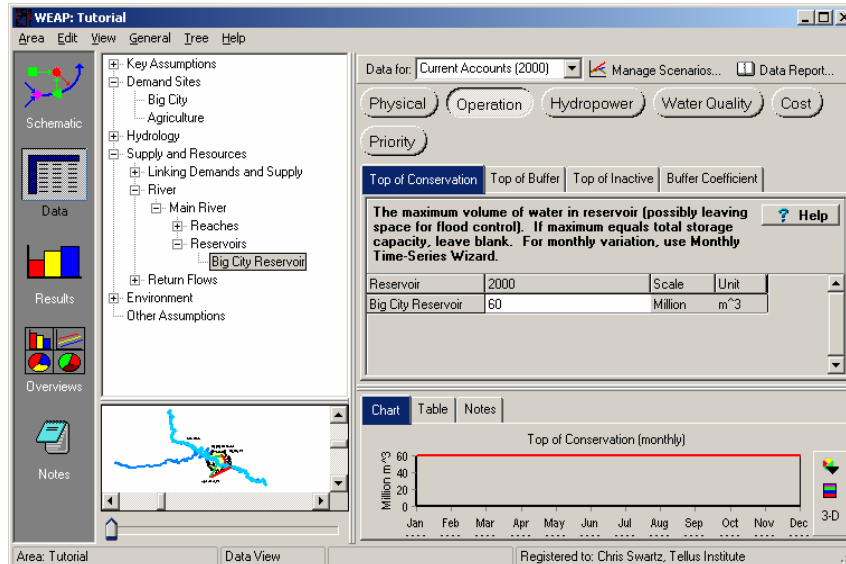 WEAP: Tutorial
Area Edit View General Tree Help
Schematic
Data
Results
Overviews
Notes
Key Assumptions
Demand Sites
Big City
Agriculture
Hydrology
Supply and Resources
Linking Demands and Supply
River
Main River
Reaches
Reservoirs
Big City Reservoir
Return Flows
Environment
Other Assumptions
Data for: Current Accounts (2000) Manage Scenarios... Data Report...
Physical Operation Hydropower Water Quality Cost
Priority
Top of Conservation Top of Buffer Top of Inactive Buffer Coefficient
The maximum volume of water in reservoir (possibly leaving
space for flood control). If maximum equals total storage
capacity, leave blank. For monthly variation, use Monthly
Time-Series Wizard.
? Help
Reservoir 2000 Scale Unit
Big City Reservoir 60 Million m^3
Chart Table Notes
Top of Conservation (monthly)
Million m^3
60
40
20
0
Jan Feb Mar Apr May Jun Jul Aug Sep Oct Nov Dec
3-D
Area: Tutorial Data View Registered to: Chris Swartz, Tellus Institute